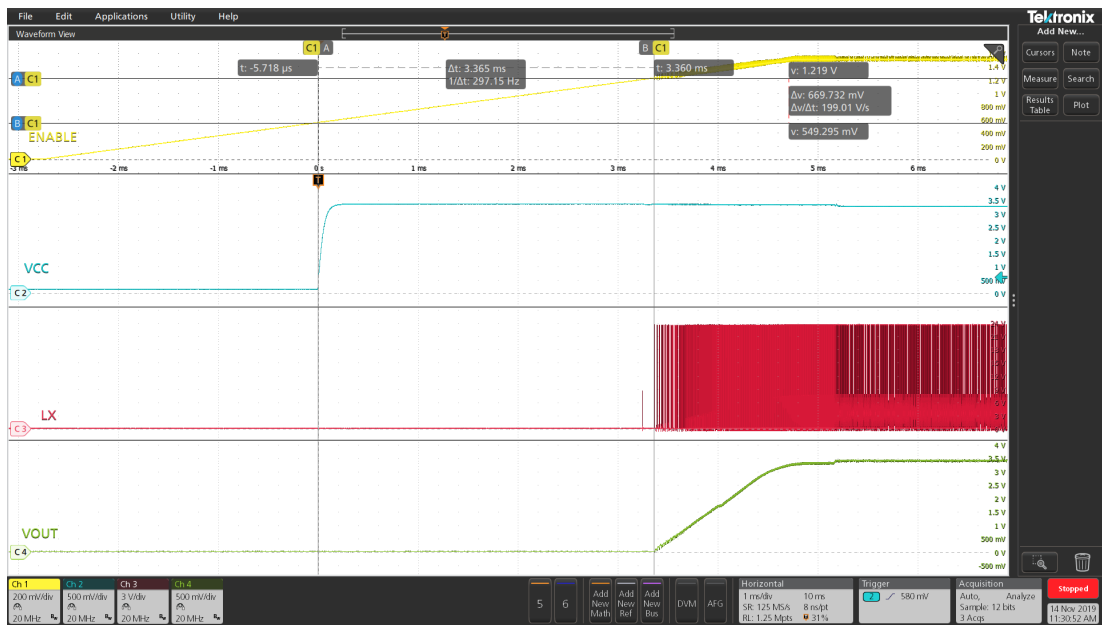 File Edit Applications Utility Help
Tektronix
Waveform View
Add New...
C1 A
B C1
Cursors Note
Measure Search
Results Table Plot
t: -5.718 µs
Δt: 3.365 ms
1/Δt: 297.15 Hz
t: 3.360 ms
v: 1.219 V
Δv: 669.732 mV
Δv/Δt: 199.01 V/s
v: 549.295 mV
A C1
B C1
ENABLE
C1
1.4 V
1.2 V
1 V
800 mV
600 mV
400 mV
200 mV
0 V
-3 ms -2 ms -1 ms 0 s 1 ms 2 ms 3 ms 4 ms 5 ms 6 ms
T
4 V
3.5 V
3 V
2.5 V
2 V
1.5 V
1 V
500 mV
0 V
VCC
C2
24 V
LX
C3
4 V
3.5 V
3 V
2.5 V
2 V
1.5 V
1 V
500 mV
0 V
-500 mV
VOUT
C4
Ch 1
200 mV/div
20 MHz Bw
Ch 2
500 mV/div
20 MHz Bw
Ch 3
3 V/div
20 MHz Bw
Ch 4
500 mV/div
20 MHz Bw
5 6
Add New Math
Add New Ref
Add New Bus
DVM AFG
Horizontal
1 ms/div 10 ms
SR: 125 MS/s 8 ns/pt
RL: 1.25 Mpts 31%
Trigger
2 580 mV
Acquisition
Auto, Analyze
Sample: 12 bits
3 Acqs
Stopped
14 Nov 2019
11:30:52 AM